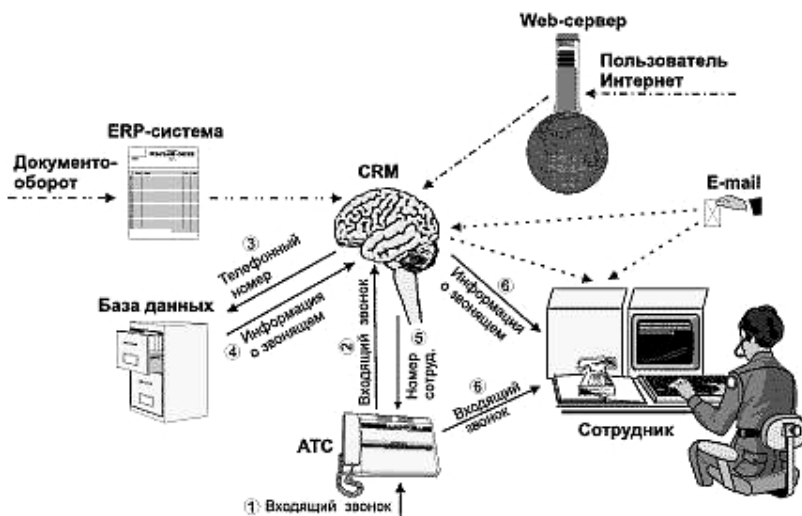 Web-сервер
Пользователь
Интернет
ERP-система
Документо-
оборот
CRM
E-mail
③
Телефонный
номер
База данных
④ Информация
о звонящем
② Входящий звонок
⑤
Номер
сотруд.
⑥
Информация
о звонящем
⑥
Входящий
звонок
Сотрудник
АТС
① Входящий звонок